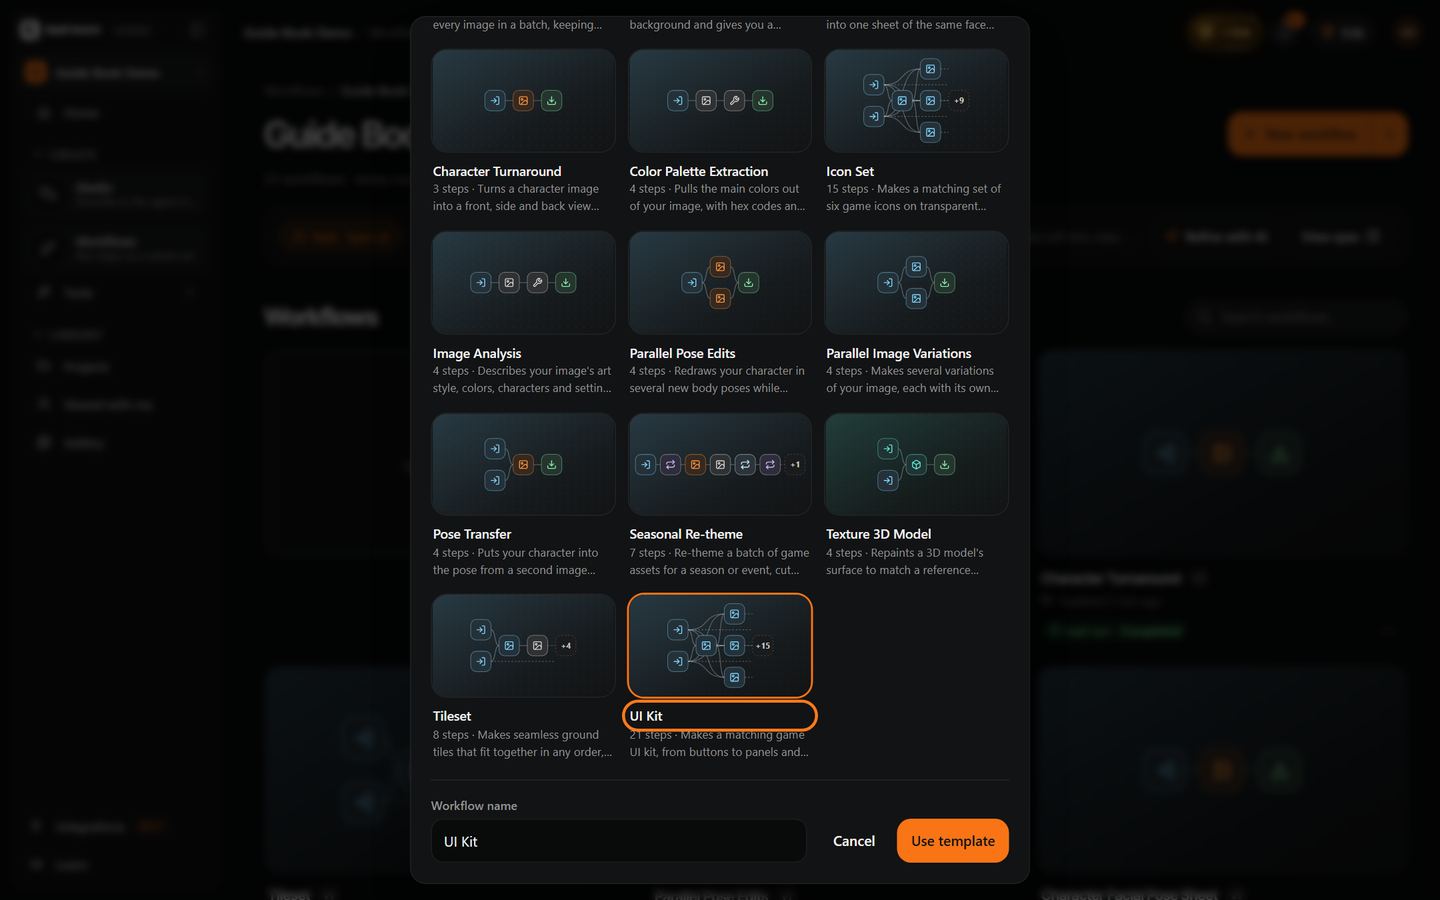 every image in a batch, keeping...
background and gives you a...
into one sheet of the same face...
+9
Character Turnaround
3 steps · Turns a character image
into a front, side and back view...
Color Palette Extraction
4 steps · Pulls the main colors out
of your image, with hex codes an...
Icon Set
15 steps · Makes a matching set of
six game icons on transparent...
Image Analysis
4 steps · Describes your image's art
style, colors, characters and settin...
Parallel Pose Edits
4 steps · Redraws your character in
several new body poses while...
Parallel Image Variations
4 steps · Makes several variations
of your image, each with its own...
+1
Pose Transfer
4 steps · Puts your character into
the pose from a second image...
Seasonal Re-theme
7 steps · Re-theme a batch of game
assets for a season or event, cut...
Texture 3D Model
4 steps · Repaints a 3D model's
surface to match a reference...
+4
+15
Tileset
8 steps · Makes seamless ground
tiles that fit together in any order,...
UI Kit
21 steps · Makes a matching game
UI kit, from buttons to panels and...
Workflow name
UI Kit
Cancel
Use template
Guide Boo
Workflows
Character Turnaround
Tileset
Parallel Pose Edits